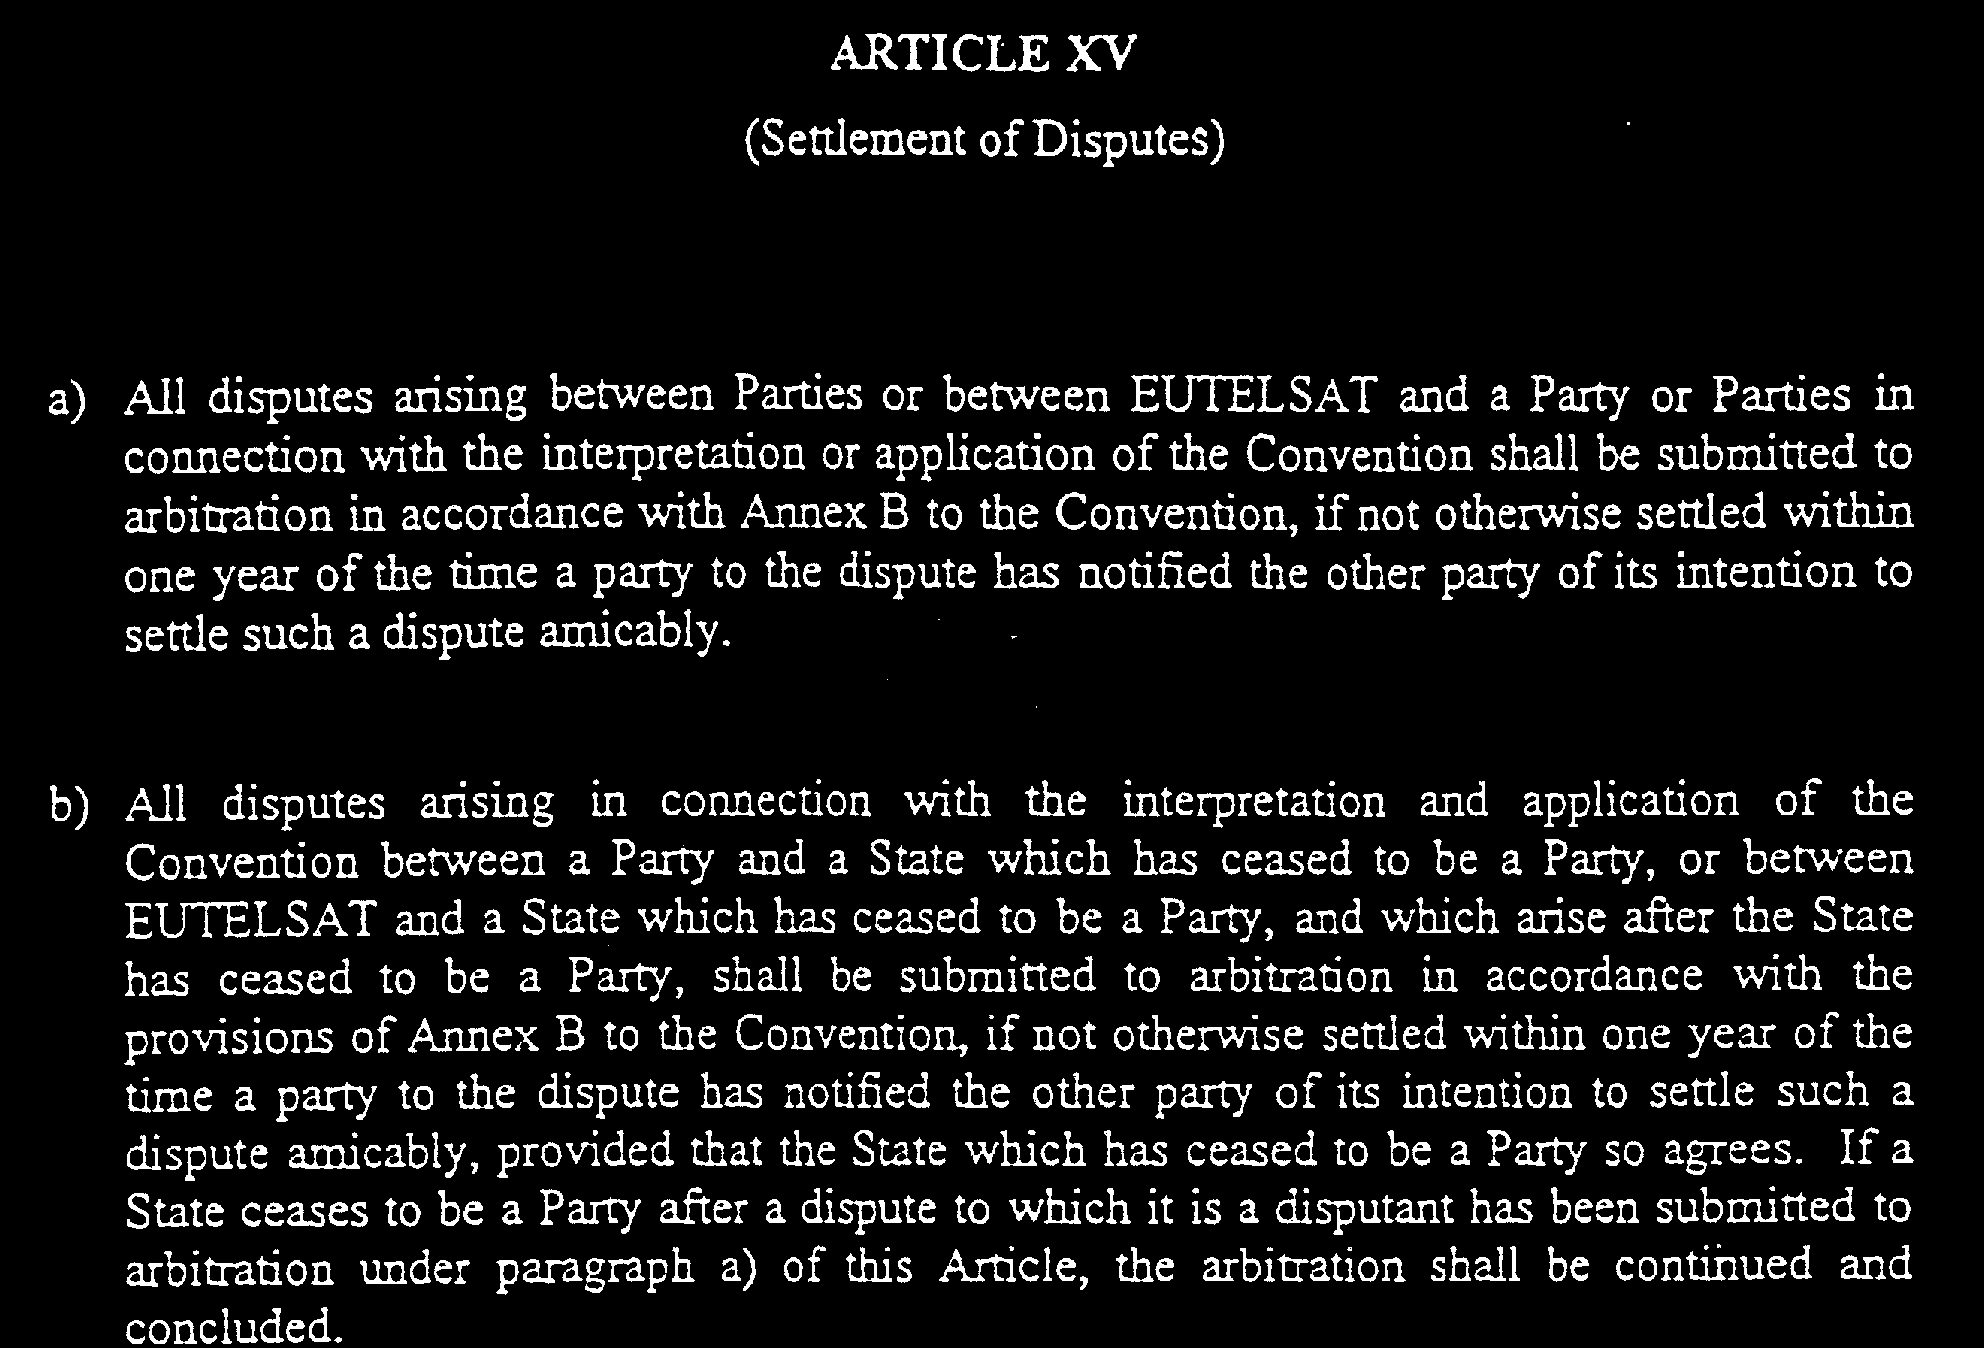 ARTICLE XV
(Settlement of Disputes)
a) All disputes arising between Parties or between EUTELSAT and a Party or Parties in
connection with the interpretation or application of the Convention shall be submitted to
arbitration in accordance with Annex B to the Convention, if not otherwise settled within
one year of the time a party to the dispute has notified the other party of its intention to
settle such a dispute amicably.
b) All disputes arising in connection with the interpretation and application of the
Convention between a Party and a State which has ceased to be a Party, or between
EUTELSAT and a State which has ceased to be a Party, and which arise after the State
has ceased to be a Party, shall be submitted to arbitration in accordance with the
provisions of Annex B to the Convention, if not otherwise settled within one year of the
time a party to the dispute has notified the other party of its intention to settle such a
dispute amicably, provided that the State which has ceased to be a Party so agrees. If a
State ceases to be a Party after a dispute to which it is a disputant has been submitted to
arbitration under paragraph a) of this Article, the arbitration shall be continued and
concluded.